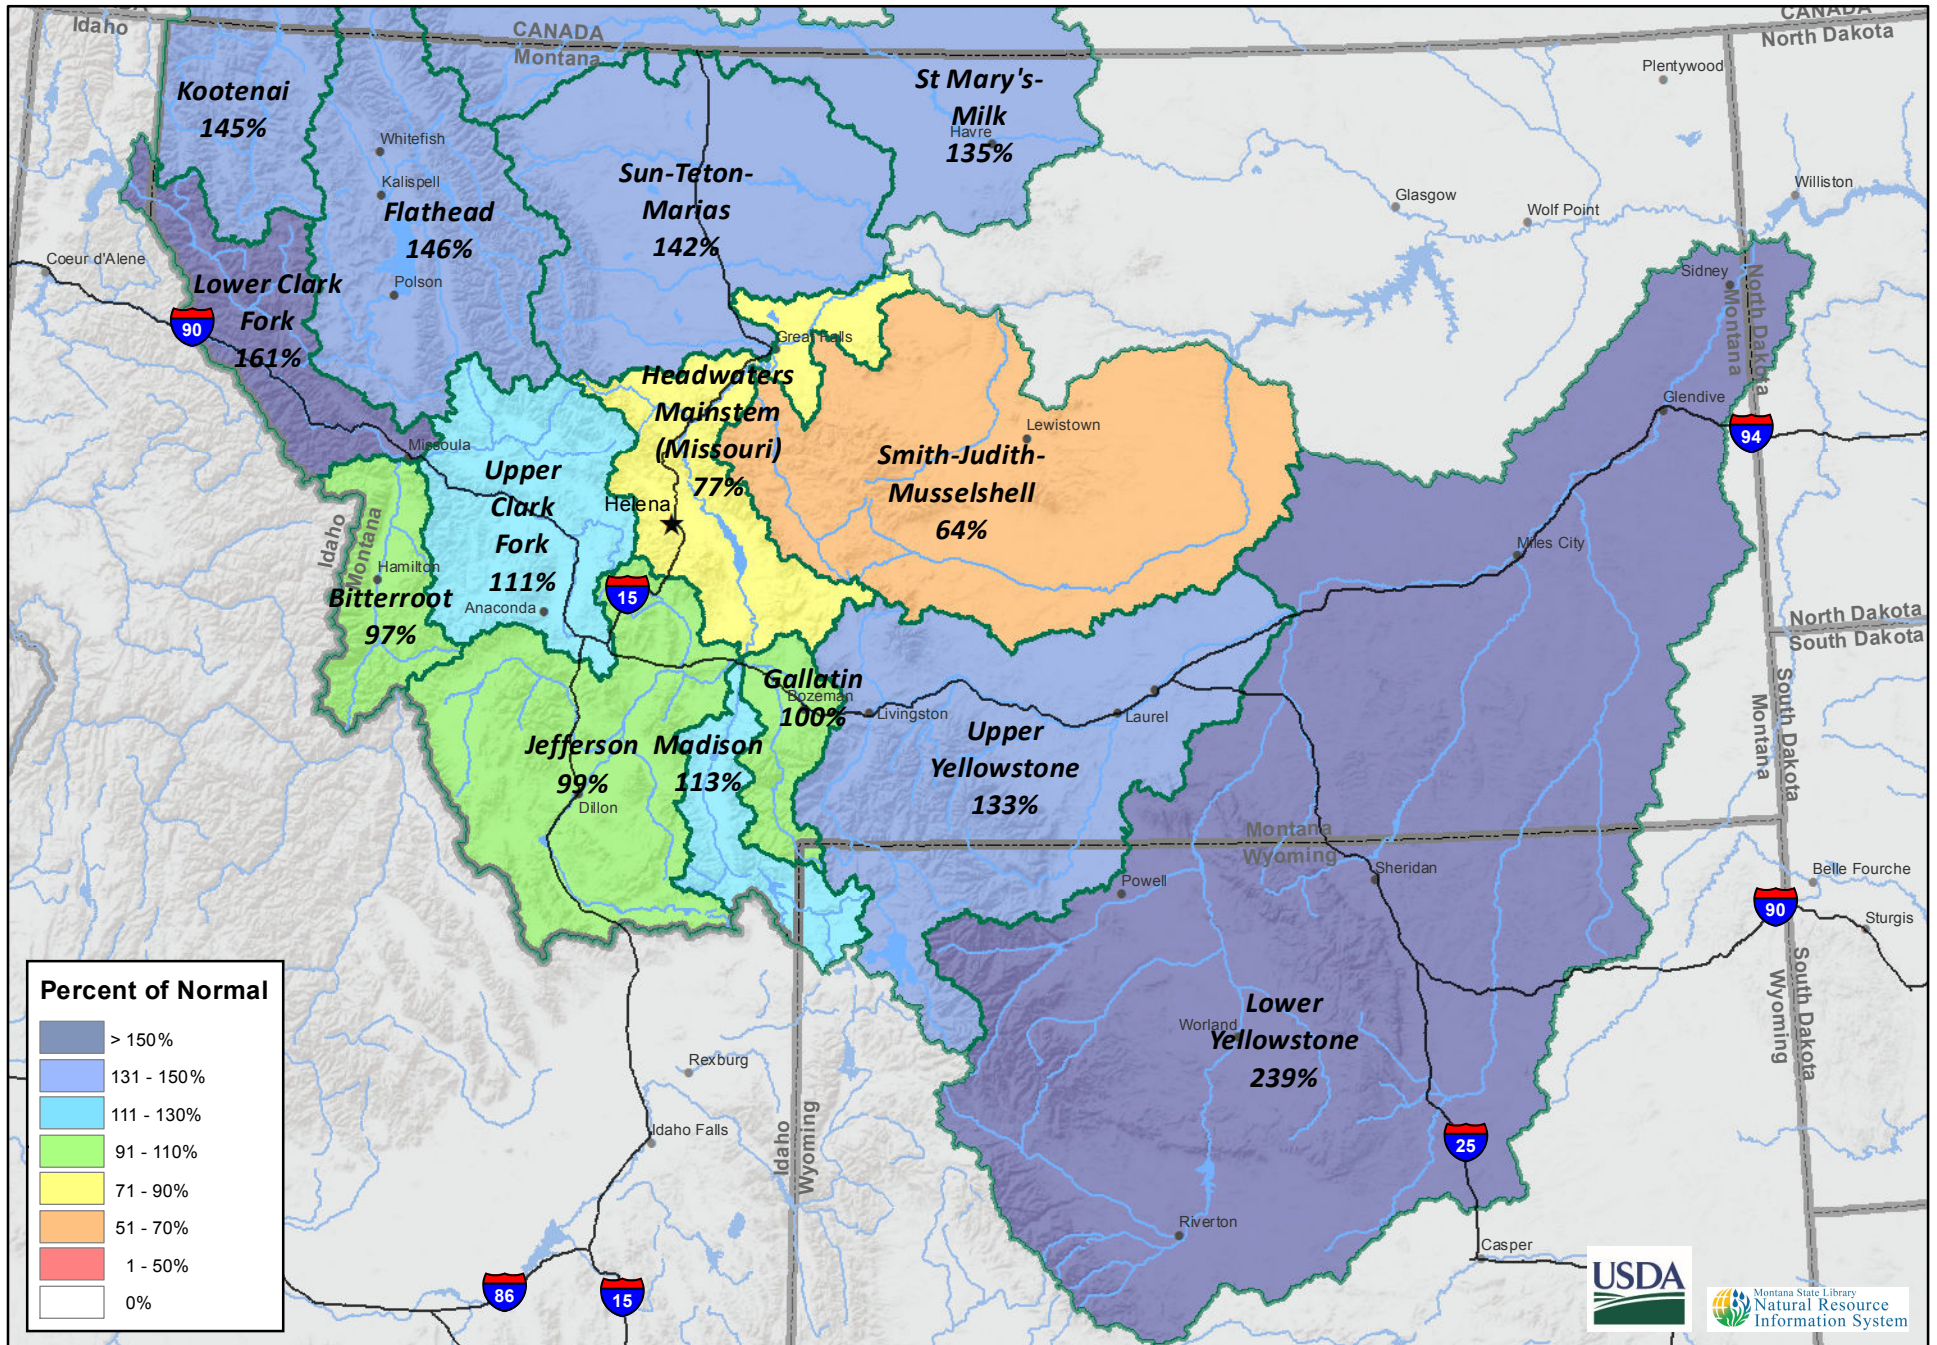 CANADA
Idaho
CANADA
Montana
CANADA
North Dakota
Kootenai
145%
Whitefish
Kalispell
Flathead
146%
Polson
Sun-Teton-
Marias
142%
St Mary's-
Milk
Havre
135%
Plentywood
Glasgow
Wolf Point
Williston
Coeur d'Alene
90
Lower Clark
Fork
161%
Great Falls
Headwaters
Mainstem
(Missouri)
77%
Helena
Lewistown
Smith-Judith-
Musselshell
64%
Sidney
Montana
North Dakota
Glendive
94
Miles City
Missoula
Upper
Clark
Fork
111%
Anaconda
15
Idaho
Montana
Hamilton
Bitterroot
97%
North Dakota
South Dakota
Montana
South Dakota
Gallatin
Bozeman
100%
Livingston
Laurel
Jefferson
99%
Dillon
Madison
113%
Upper
Yellowstone
133%
Montana
Wyoming
Powell
Sheridan
Belle Fourche
90
Sturgis
Wyoming
South Dakota
Lower
Worland
Yellowstone
239%
Rexburg
Idaho Falls
Idaho
Wyoming
25
Riverton
Casper
86
15
Percent of Normal
> 150%
131 - 150%
111 - 130%
91 - 110%
71 - 90%
51 - 70%
1 - 50%
0%
USDA
Montana State Library
Natural Resource
Information System